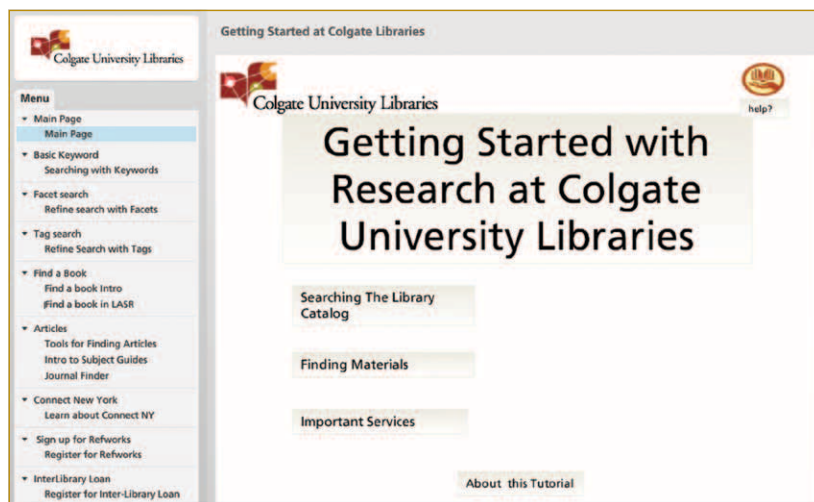 Colgate University Libraries
Menu
Main Page
Main Page
Basic Keyword
Searching with Keywords
Facet search
Refine search with Facets
Tag search
Refine Search with Tags
Find a Book
Find a book Intro
Find a book in LASR
Articles
Tools for Finding Articles
Intro to Subject Guides
Journal Finder
Connect New York
Learn about Connect NY
Sign up for Refworks
Register for Refworks
InterLibrary Loan
Register for Inter-Library Loan
Getting Started at Colgate Libraries
Colgate University Libraries
help?
Getting Started with
Research at Colgate
University Libraries
Searching The Library
Catalog
Finding Materials
Important Services
About this Tutorial